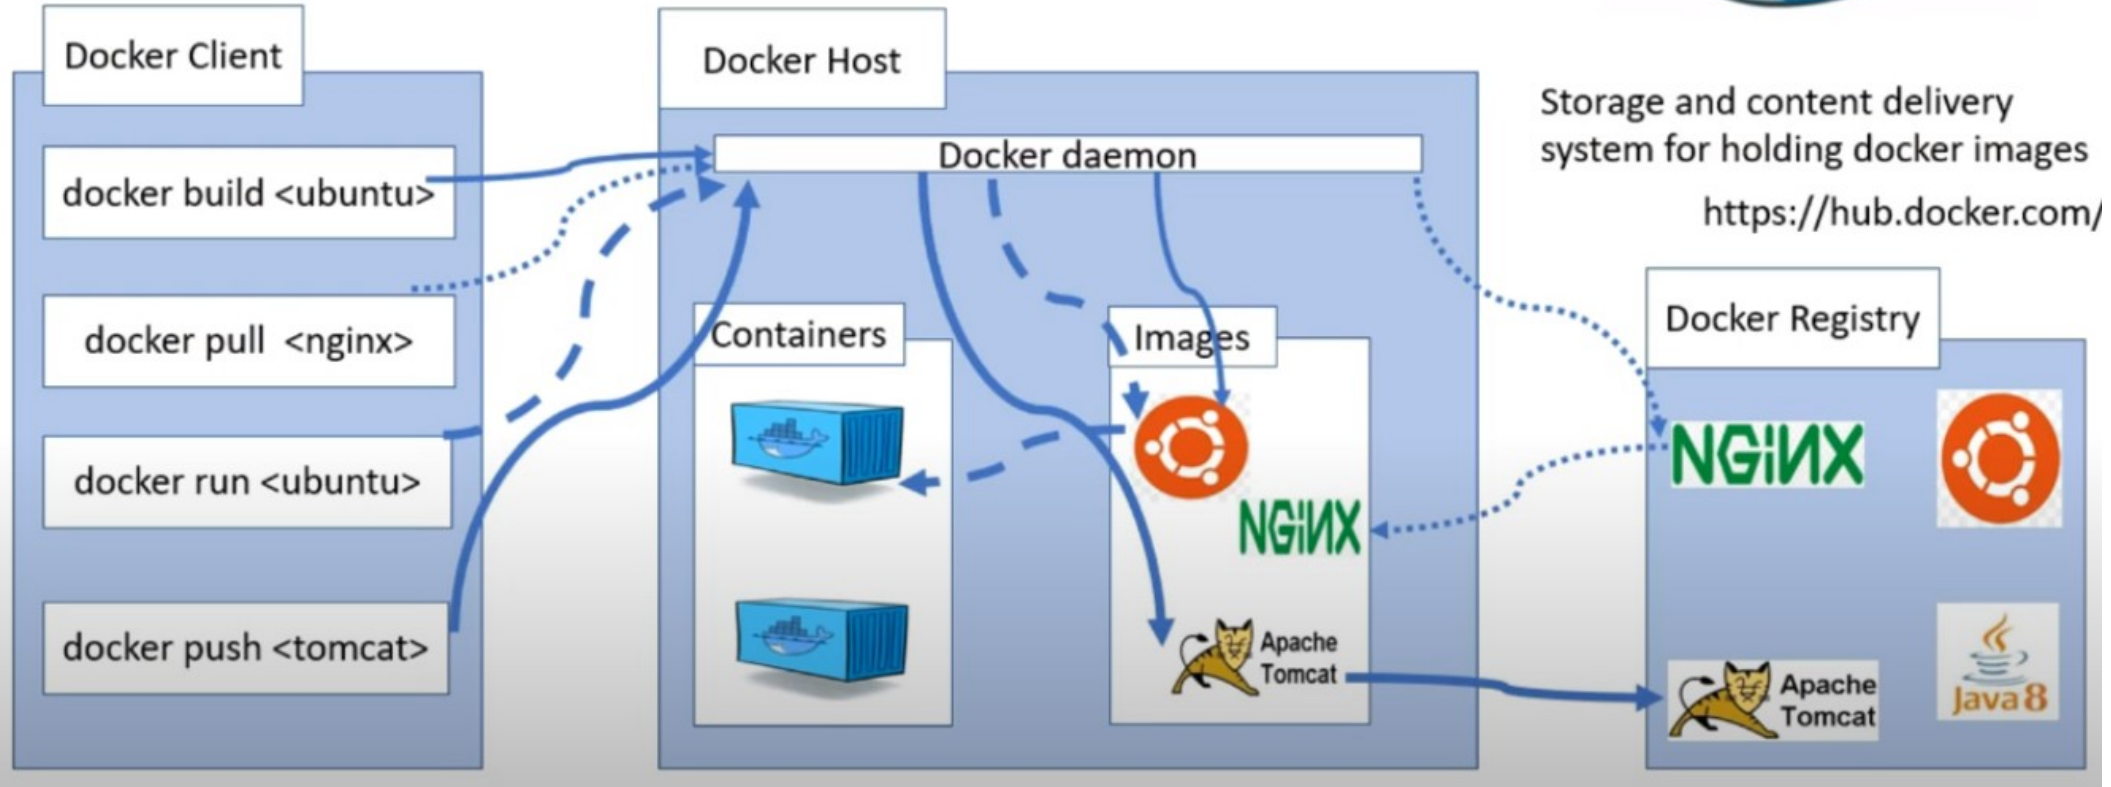 Docker Client
docker build <ubuntu>
docker pull <nginx>
docker run <ubuntu>
docker push <tomcat>
Docker Host
Docker daemon
Containers
Images
NGiNX
Apache
Tomcat
Storage and content delivery
system for holding docker images
https://hub.docker.com/
Docker Registry
NGiNX
Apache
Tomcat
Java 8